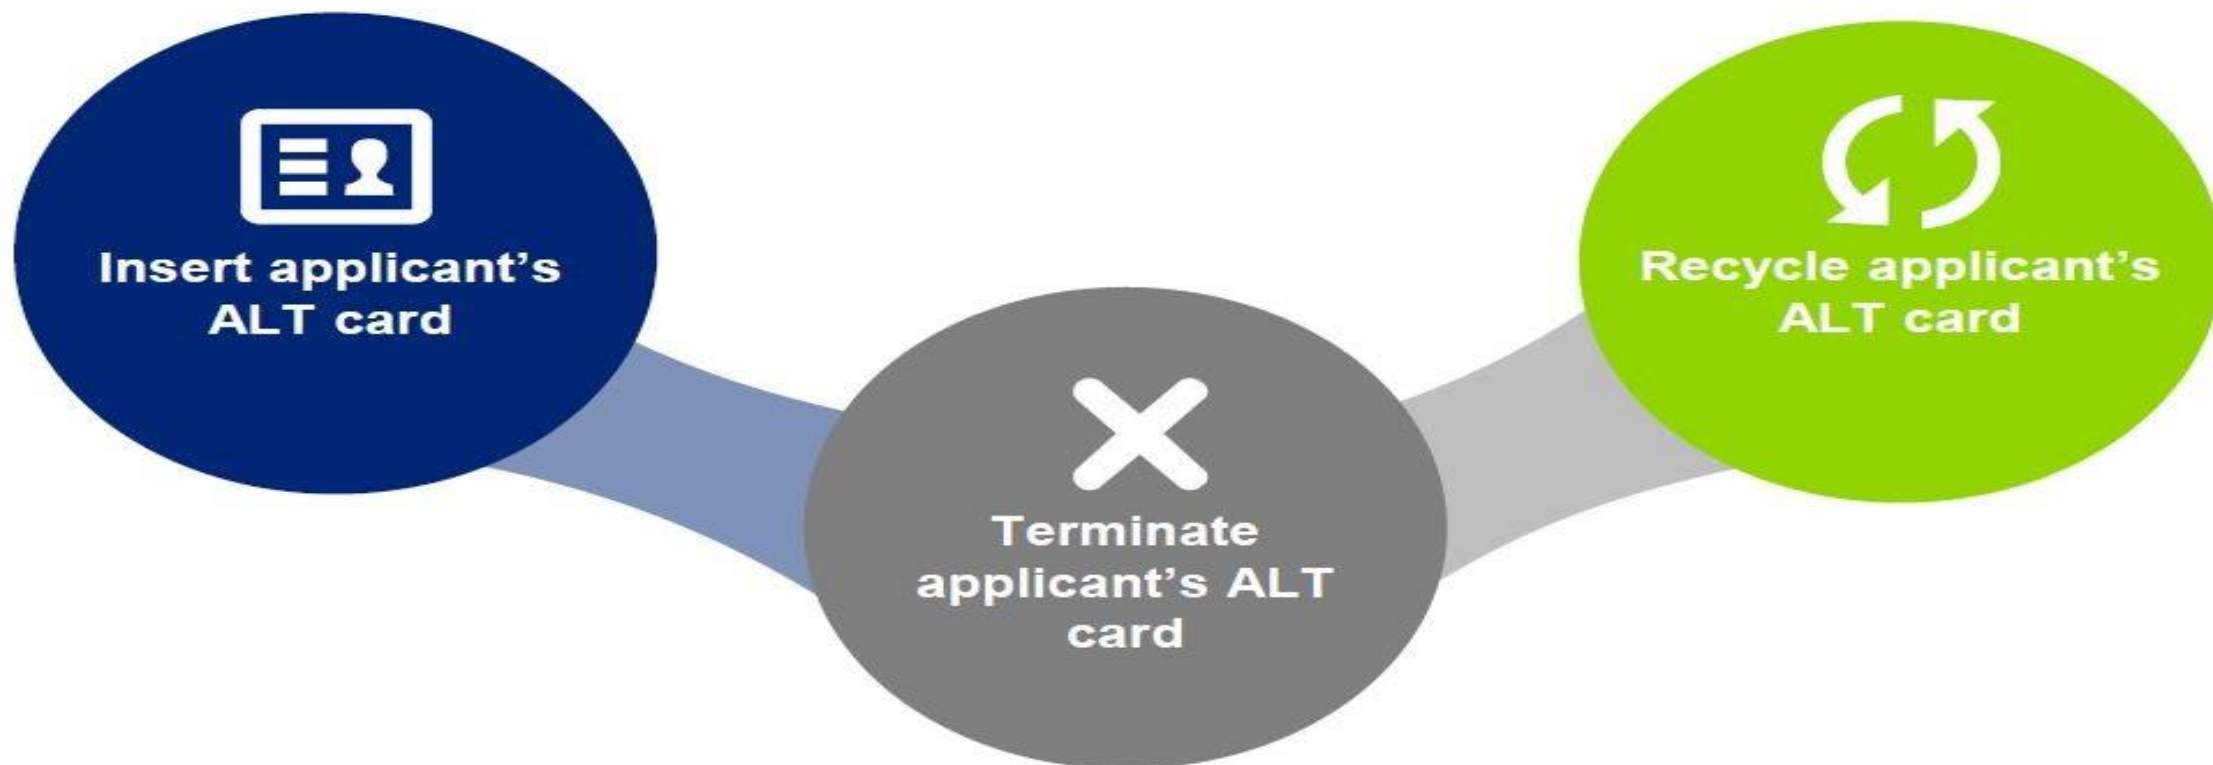 Insert applicant’s
ALT card
Terminate
applicant’s ALT
card
Recycle applicant’s
ALT card